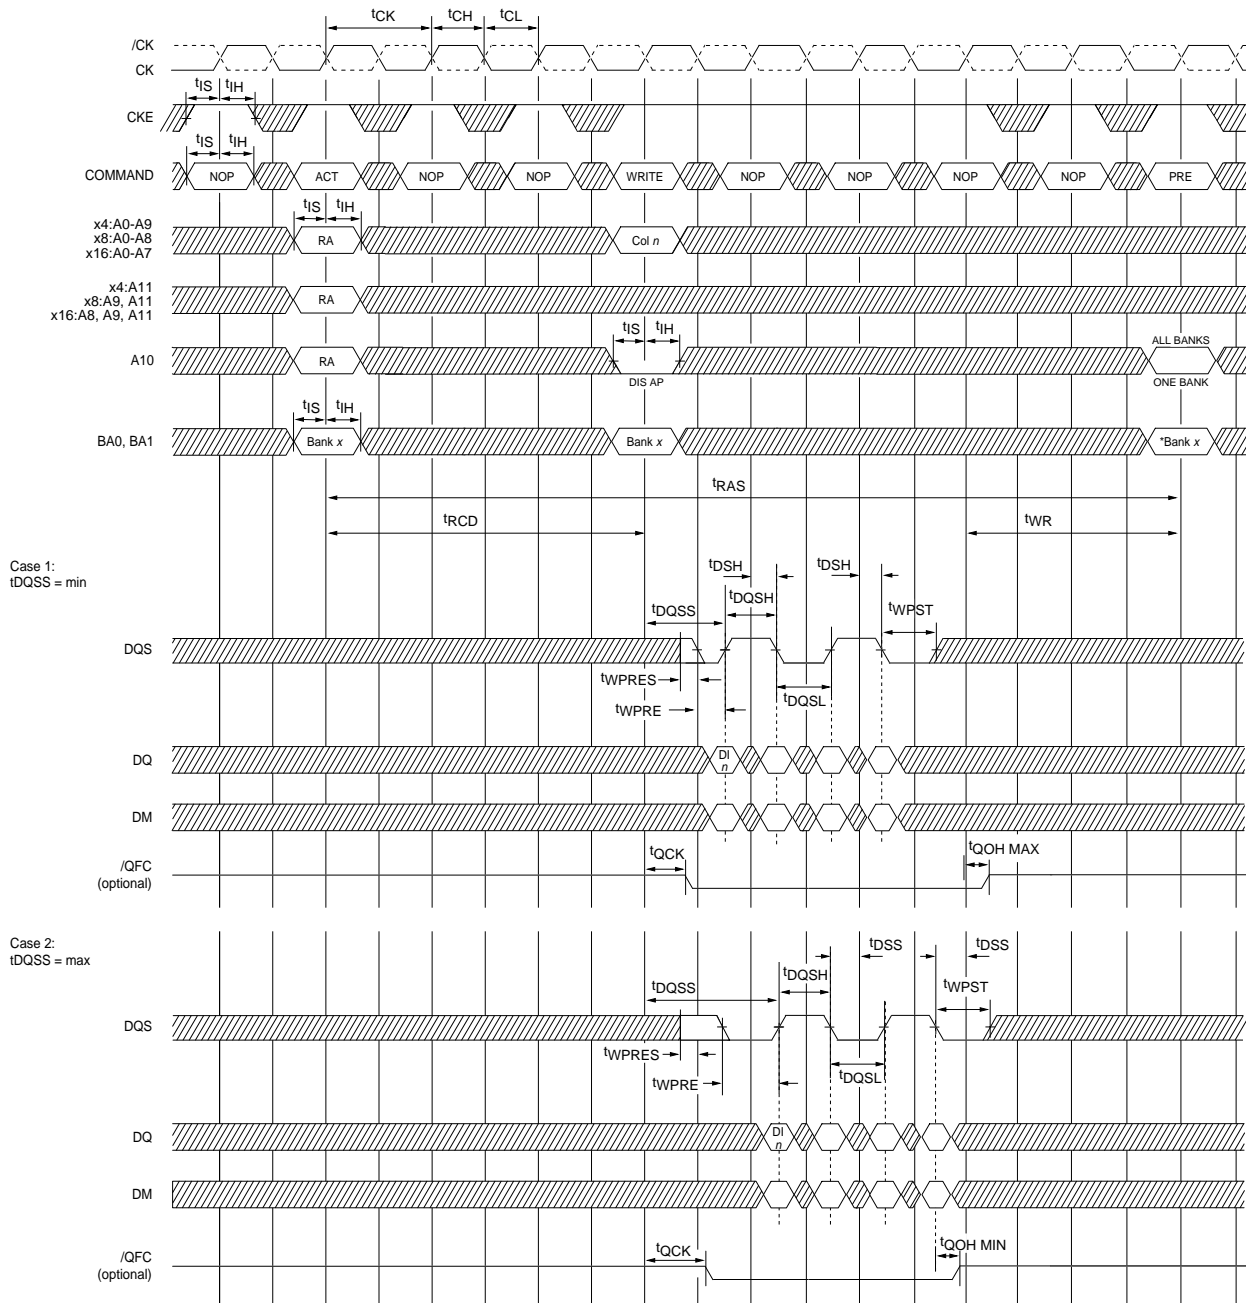 tCK tCH tCL
/CK
CK
tIS tIH
CKE
tIS tIH
COMMAND NOP ACT NOP NOP WRITE NOP NOP NOP NOP PRE
tIS tIH
x4:A0-A9
x8:A0-A8
x16:A0-A7
RA Col n
x4:A11
x8:A9, A11
x16:A8, A9, A11
RA
tIS tIH
ALL BANKS
A10 RA
DIS AP ONE BANK
tIS tIH
BA0, BA1 Bank x Bank x *Bank x
tRAS
tRCD tWR
Case 1:
tDQSS = min
tDSH tDSH
tDQSH
tDQSS tWPST
DQS
tWPRES
tDQSL
tWPRE
DQ DI n
DM
/QFC
(optional)
tQCK tQOH MAX
Case 2:
tDQSS = max
tDSS tDSS
tDQSH
tDQSS tWPST
DQS
tWPRES
tWPRE tDQSL
DQ DI n
DM
/QFC
(optional)
tQCK tQOH MIN